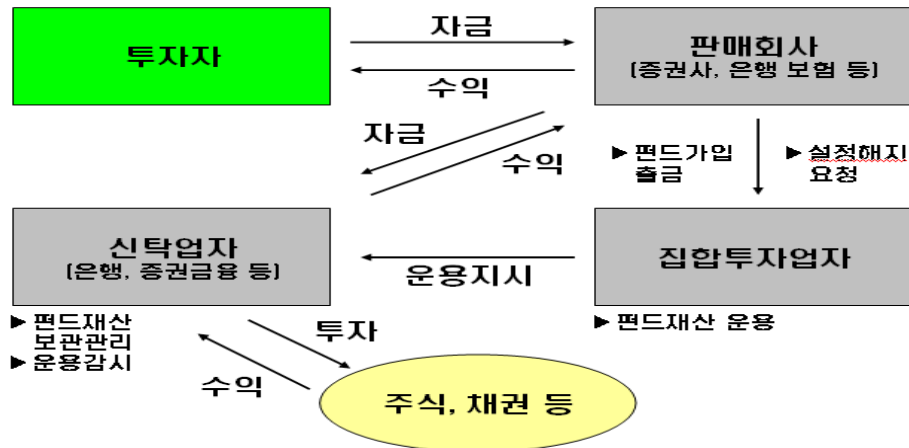 투자자
자금
수익
판매회사
(증권사, 은행 보험 등)
자금
수익
▶ 펀드가입
출금
▶ 설정해지
요청
신탁업자
(은행, 증권금융 등)
운용지시
집합투자업자
▶ 펀드재산
보관관리
▶ 운용감시
투자
수익
▶ 펀드재산 운용
주식, 채권 등